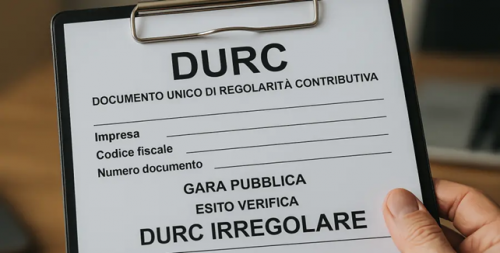 DURC
DOCUMENTO UNICO DI REGOLARITÀ CONTRIBUTIVA
Impresa
Codice fiscale
Numero documento
GARA PUBBLICA
ESITO VERIFICA
DURC IRREGOLARE